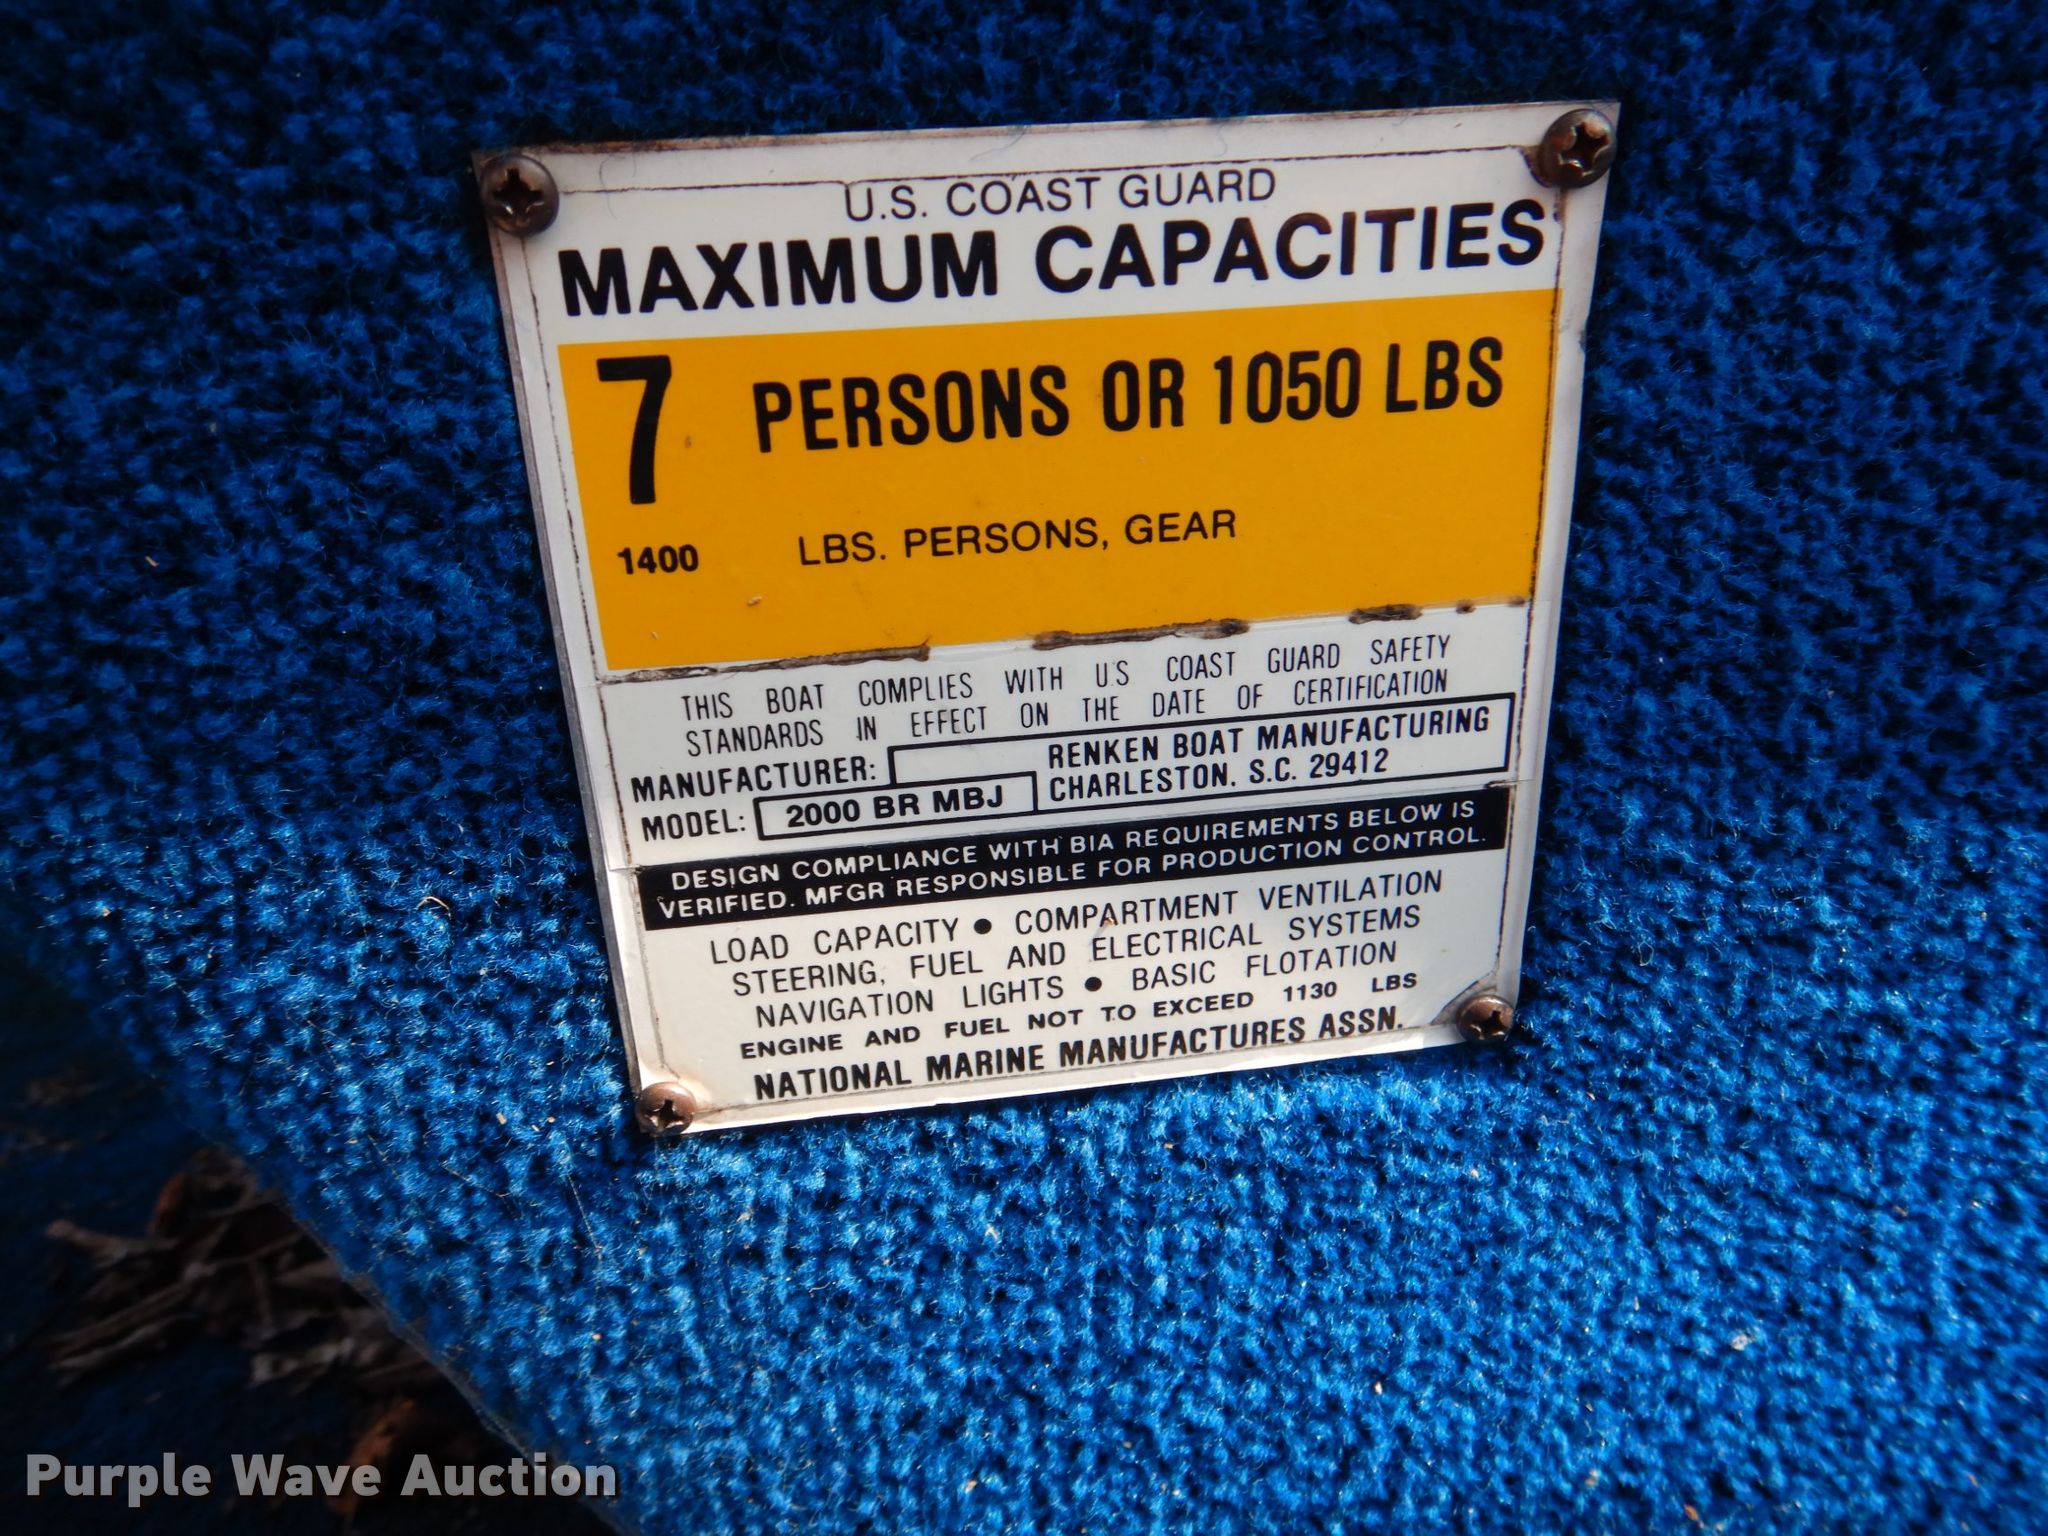 U.S. COAST GUARD
MAXIMUM CAPACITIES
7 PERSONS OR 1050 LBS
1400 LBS. PERSONS, GEAR
THIS BOAT COMPLIES WITH U.S COAST GUARD SAFETY
STANDARDS IN EFFECT ON THE DATE OF CERTIFICATION
MANUFACTURER: RENKEN BOAT MANUFACTURING
CHARLESTON, S.C. 29412
MODEL: 2000 BR MBJ
DESIGN COMPLIANCE WITH BIA REQUIREMENTS BELOW IS
VERIFIED. MFGR RESPONSIBLE FOR PRODUCTION CONTROL.
LOAD CAPACITY • COMPARTMENT VENTILATION
STEERING, FUEL AND ELECTRICAL SYSTEMS
NAVIGATION LIGHTS • BASIC FLOTATION
ENGINE AND FUEL NOT TO EXCEED 1130 LBS
NATIONAL MARINE MANUFACTURES ASSN.
Purple Wave Auction